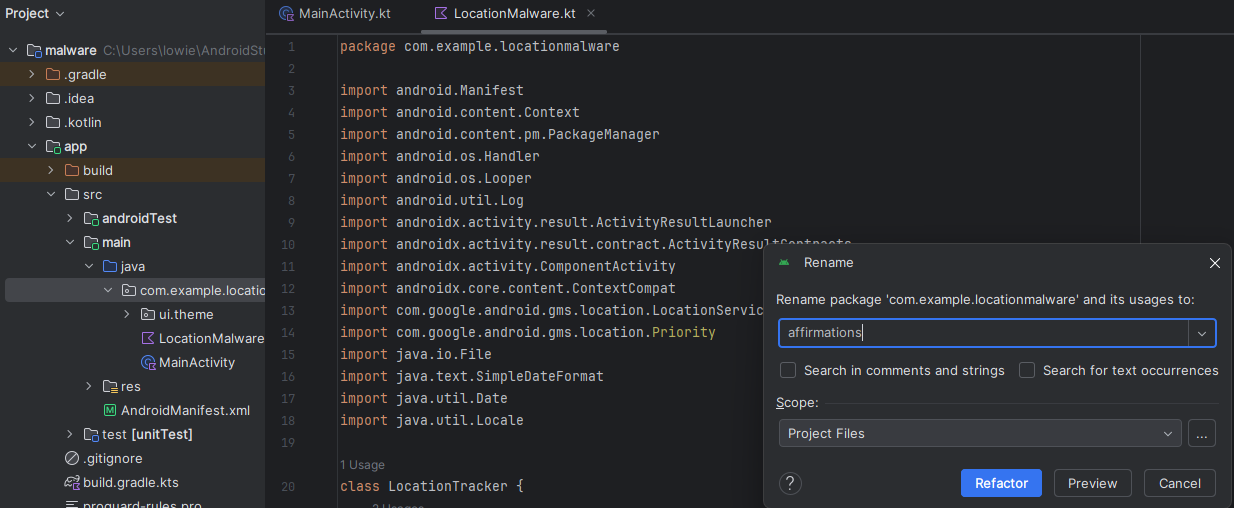 Project
MainActivity.kt
LocationMalware.kt
malware C:\Users\lowie\AndroidStu
.gradle
.idea
.kotlin
app
build
src
androidTest
main
java
com.example.locatio
ui.theme
LocationMalware
MainActivity
res
AndroidManifest.xml
test [unitTest]
.gitignore
build.gradle.kts
proguard-rules.pro
1 package com.example.locationmalware
2
3 import android.Manifest
4 import android.content.Context
5 import android.content.pm.PackageManager
6 import android.os.Handler
7 import android.os.Looper
8 import android.util.Log
9 import androidx.activity.result.ActivityResultLauncher
10 import androidx.activity.result.contract.ActivityResultContracts
11 import androidx.activity.ComponentActivity
12 import androidx.core.content.ContextCompat
13 import com.google.android.gms.location.LocationServic
14 import com.google.android.gms.location.Priority
15 import java.io.File
16 import java.text.SimpleDateFormat
17 import java.util.Date
18 import java.util.Locale
19
1 Usage
20 class LocationTracker {
2 Usages
Rename
Rename package 'com.example.locationmalware' and its usages to:
affirmations
Search in comments and strings
Search for text occurrences
Scope:
Project Files
...
?
Refactor
Preview
Cancel